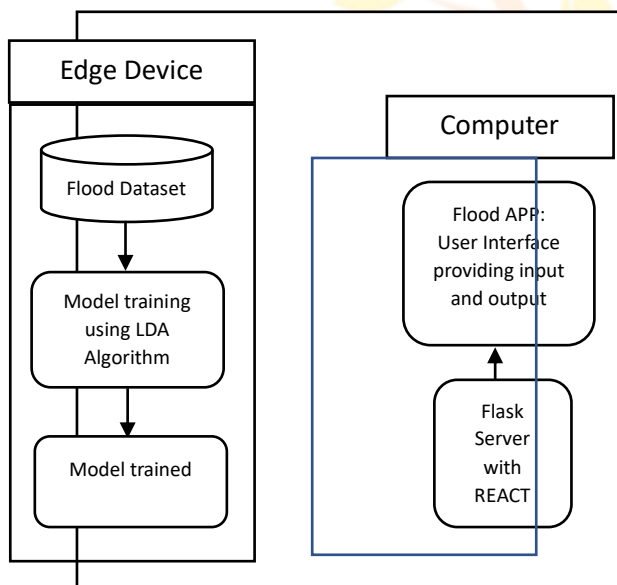 Edge Device
Flood Dataset
Model training
using LDA
Algorithm
Model trained
Computer
Flood APP:
User Interface
providing input
and output
Flask
Server
with
REACT